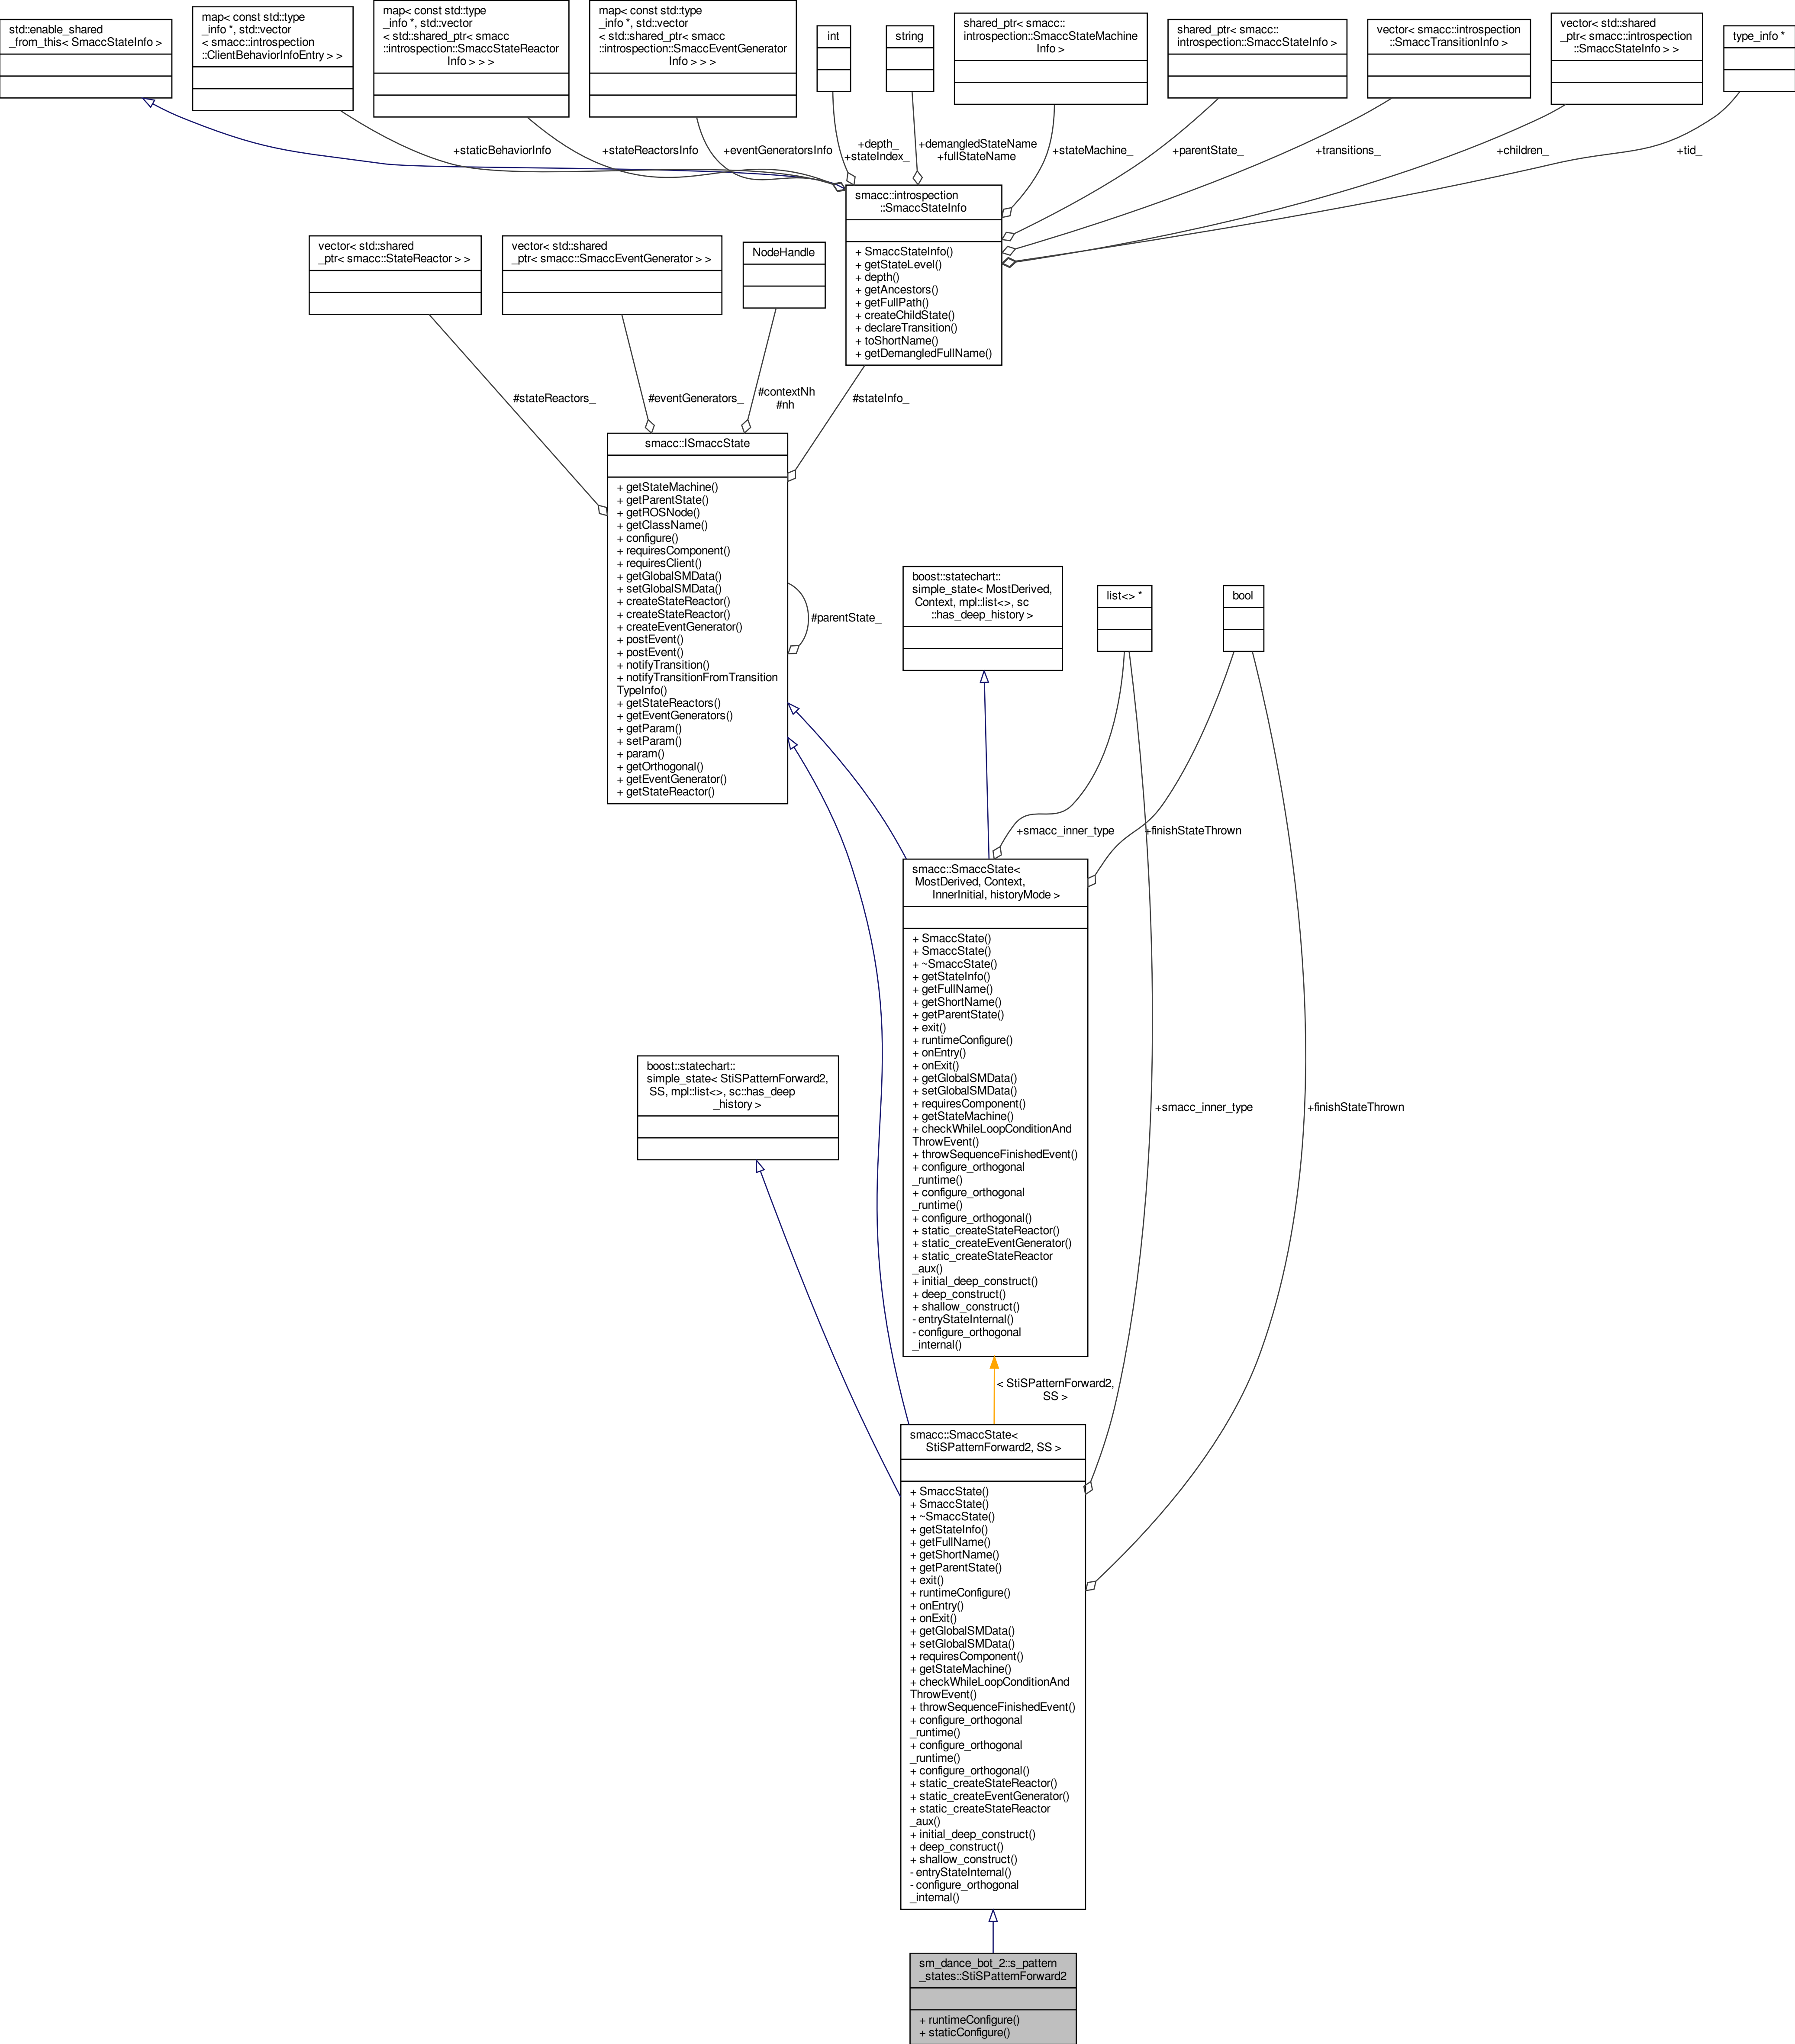 std::enable_shared
_from_this< SmaccStateInfo >
map< const std::type
_info *, std::vector
< smacc::introspection
::ClientBehaviorInfoEntry > >
map< const std::type
_info *, std::vector
< std::shared_ptr< smacc
::introspection::SmaccStateReactor
Info > > >
map< const std::type
_info *, std::vector
< std::shared_ptr< smacc
::introspection::SmaccEventGenerator
Info > > >
int
string
shared_ptr< smacc::
introspection::SmaccStateMachine
Info >
shared_ptr< smacc::
introspection::SmaccStateInfo >
vector< smacc::introspection
::SmaccTransitionInfo >
vector< std::shared
_ptr< smacc::introspection
::SmaccStateInfo > >
type_info *
+staticBehaviorInfo
+stateReactorsInfo
+eventGeneratorsInfo
+depth_
+stateIndex_
+demangledStateName
+fullStateName
+stateMachine_
+parentState_
+transitions_
+children_
+tid_
smacc::introspection
::SmaccStateInfo
+ SmaccStateInfo()
+ getStateLevel()
+ depth()
+ getAncestors()
+ getFullPath()
+ createChildState()
+ declareTransition()
+ toShortName()
+ getDemangledFullName()
vector< std::shared
_ptr< smacc::StateReactor > >
vector< std::shared
_ptr< smacc::SmaccEventGenerator > >
NodeHandle
#stateReactors_
#eventGenerators_
#contextNh
#nh
#stateInfo_
smacc::ISmaccState
+ getStateMachine()
+ getParentState()
+ getROSNode()
+ getClassName()
+ configure()
+ requiresComponent()
+ requiresClient()
+ getGlobalSMData()
+ setGlobalSMData()
+ createStateReactor()
+ createStateReactor()
+ createEventGenerator()
+ postEvent()
+ postEvent()
+ notifyTransition()
+ notifyTransitionFromTransition
TypeInfo()
+ getStateReactors()
+ getEventGenerators()
+ getParam()
+ setParam()
+ param()
+ getOrthogonal()
+ getEventGenerator()
+ getStateReactor()
#parentState_
boost::statechart::
simple_state< MostDerived,
Context, mpl::list<>, sc
::has_deep_history >
list<> *
bool
+smacc_inner_type
+finishStateThrown
smacc::SmaccState<
MostDerived, Context,
InnerInitial, historyMode >
+ SmaccState()
+ SmaccState()
+ ~SmaccState()
+ getStateInfo()
+ getFullName()
+ getShortName()
+ getParentState()
+ exit()
+ runtimeConfigure()
+ onEntry()
+ onExit()
+ getGlobalSMData()
+ setGlobalSMData()
+ requiresComponent()
+ getStateMachine()
+ checkWhileLoopConditionAnd
ThrowEvent()
+ throwSequenceFinishedEvent()
+ configure_orthogonal
_runtime()
+ configure_orthogonal
_runtime()
+ configure_orthogonal()
+ static_createStateReactor()
+ static_createEventGenerator()
+ static_createStateReactor
_aux()
+ initial_deep_construct()
+ deep_construct()
+ shallow_construct()
- entryStateInternal()
- configure_orthogonal
_internal()
boost::statechart::
simple_state< StiSPatternForward2,
SS, mpl::list<>, sc::has_deep
_history >
+smacc_inner_type
+finishStateThrown
< StiSPatternForward2,
SS >
smacc::SmaccState<
StiSPatternForward2, SS >
+ SmaccState()
+ SmaccState()
+ ~SmaccState()
+ getStateInfo()
+ getFullName()
+ getShortName()
+ getParentState()
+ exit()
+ runtimeConfigure()
+ onEntry()
+ onExit()
+ getGlobalSMData()
+ setGlobalSMData()
+ requiresComponent()
+ getStateMachine()
+ checkWhileLoopConditionAnd
ThrowEvent()
+ throwSequenceFinishedEvent()
+ configure_orthogonal
_runtime()
+ configure_orthogonal
_runtime()
+ configure_orthogonal()
+ static_createStateReactor()
+ static_createEventGenerator()
+ static_createStateReactor
_aux()
+ initial_deep_construct()
+ deep_construct()
+ shallow_construct()
- entryStateInternal()
- configure_orthogonal
_internal()
sm_dance_bot_2::s_pattern
_states::StiSPatternForward2
+ runtimeConfigure()
+ staticConfigure()